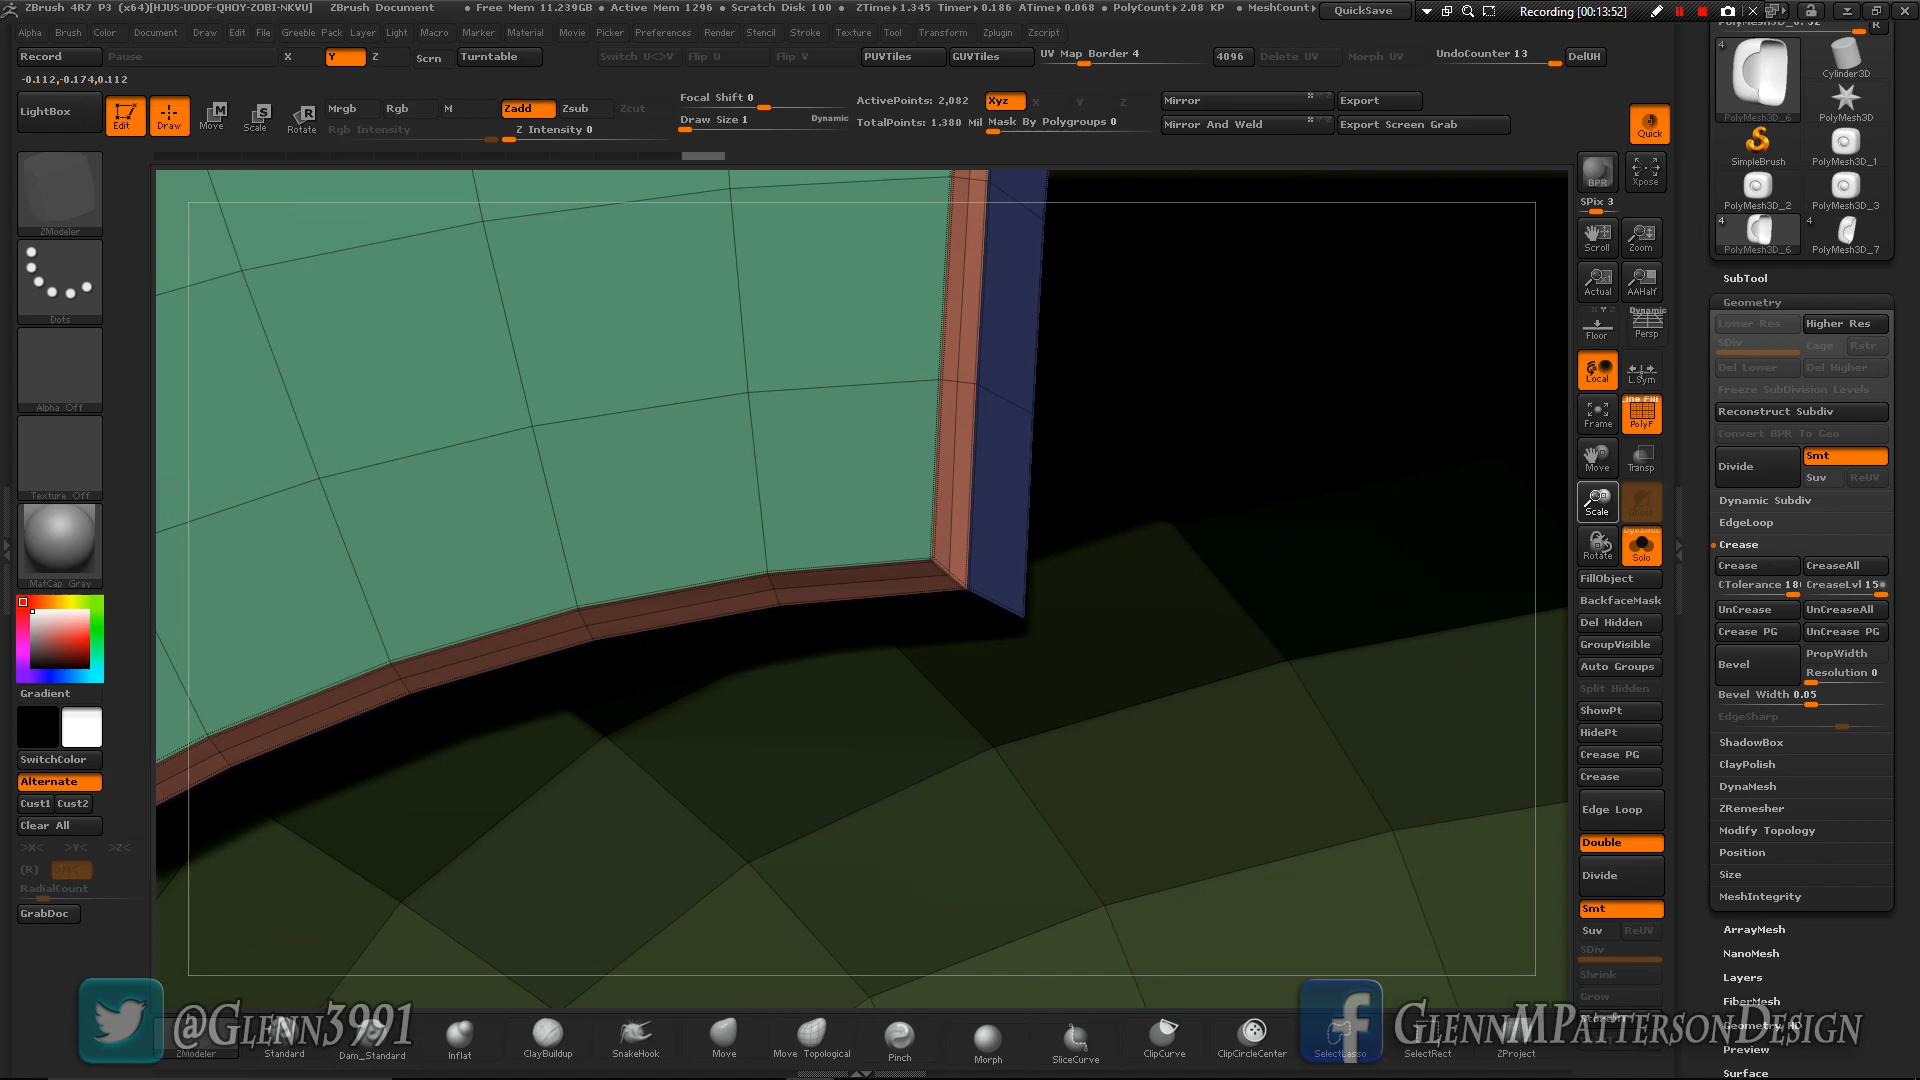 ZBrush 4R7 P3 (x64)[HJUS-UDDF-QHOY-ZOBI-NKVU] ZBrush Document • Free Mem 11.239GB • Active Mem 1296 • Scratch Disk 100 • ZTime▸1.345 Timer▸0.186 ATime▸0.068 • PolyCount▸2.08 KP • MeshCount▸
QuickSave
Recording [00:13:52]
Alpha Brush Color Document Draw Edit File Greeble Pack Layer Light Macro Marker Material Movie Picker Preferences Render Stencil Stroke Texture Tool Transform Zplugin Zscript
Record Pause X Y Z Scrn Turntable Switch U<>V Flip U Flip V PUVTiles GUVTiles UV Map Border 4 4096 Delete UV Morph UV UndoCounter 13 DelUH
-0.112,-0.174,0.112
LightBox Edit Draw Move Scale Rotate
Mrgb Rgb M Zadd Zsub Zcut
Rgb Intensity Z Intensity 0
Focal Shift 0
Draw Size 1 Dynamic
ActivePoints: 2,082
TotalPoints: 1.380 Mil
Xyz X Y Z
Mask By Polygroups 0
Mirror Export
Mirror And Weld Export Screen Grab
Quick
ZModeler
Dots
Alpha Off
Texture Off
MatCap Gray
Gradient
SwitchColor
Alternate
Cust1 Cust2
Clear All
>X< >Y< >Z<
(R) >M<
RadialCount
GrabDoc
BPR Xpose
SPix 3
Scroll Zoom
Actual AAHalf
Floor Dynamic Persp
Local L.Sym
Frame Line Fill PolyF
Move Transp
Scale Ghost
Rotate Dynamic Solo
FillObject
BackfaceMask
Del Hidden
GroupVisible
Auto Groups
Split Hidden
ShowPt
HidePt
Crease PG
Crease
Edge Loop
Double
Divide
Smt
Suv ReUV
SDiv
Shrink
Grow
R
4
PolyMesh3D_6
Cylinder3D
PolyMesh3D
SimpleBrush PolyMesh3D_1
PolyMesh3D_2 PolyMesh3D_3
4 4
PolyMesh3D_6 PolyMesh3D_7
SubTool
Geometry
Lower Res Higher Res
SDiv Cage Rstr
Del Lower Del Higher
Freeze SubDivision Levels
Reconstruct Subdiv
Convert BPR To Geo
Divide Smt
Suv ReUV
Dynamic Subdiv
EdgeLoop
Crease
Crease CreaseAll
CTolerance 18 CreaseLvl 15
UnCrease UnCreaseAll
Crease PG UnCrease PG
Bevel PropWidth
Resolution 0
Bevel Width 0.05
EdgeSharp
ShadowBox
ClayPolish
DynaMesh
ZRemesher
Modify Topology
Position
Size
MeshIntegrity
ArrayMesh
NanoMesh
Layers
FiberMesh
Geometry HD
Preview
Surface
@Glenn3991
GlennMPattersonDesign
ZModeler Standard Dam_Standard Inflat ClayBuildup SnakeHook Move Move Topological Pinch Morph SliceCurve ClipCurve ClipCircleCenter SelectLasso SelectRect ZProject